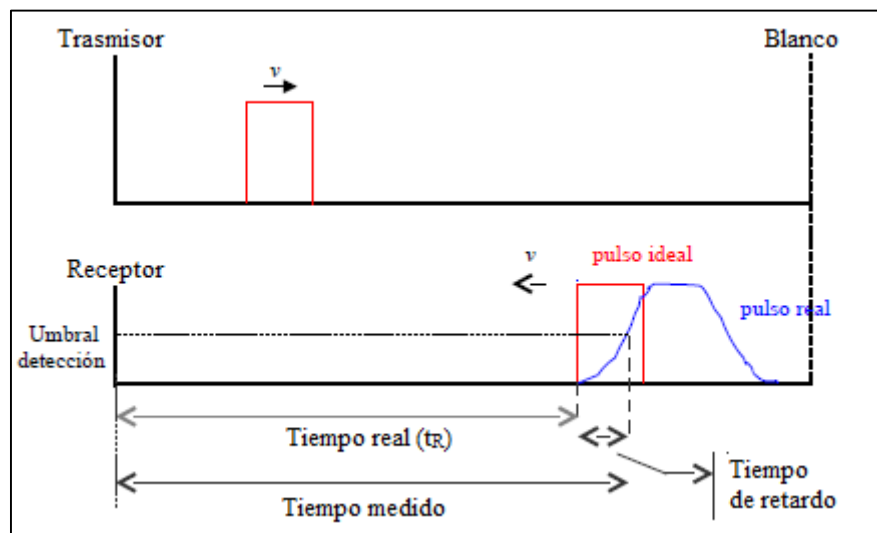 Trasmisor
Blanco
v
Receptor
v
pulso ideal
pulso real
Umbral
detección
Tiempo real (tR)
Tiempo medido
Tiempo
de retardo